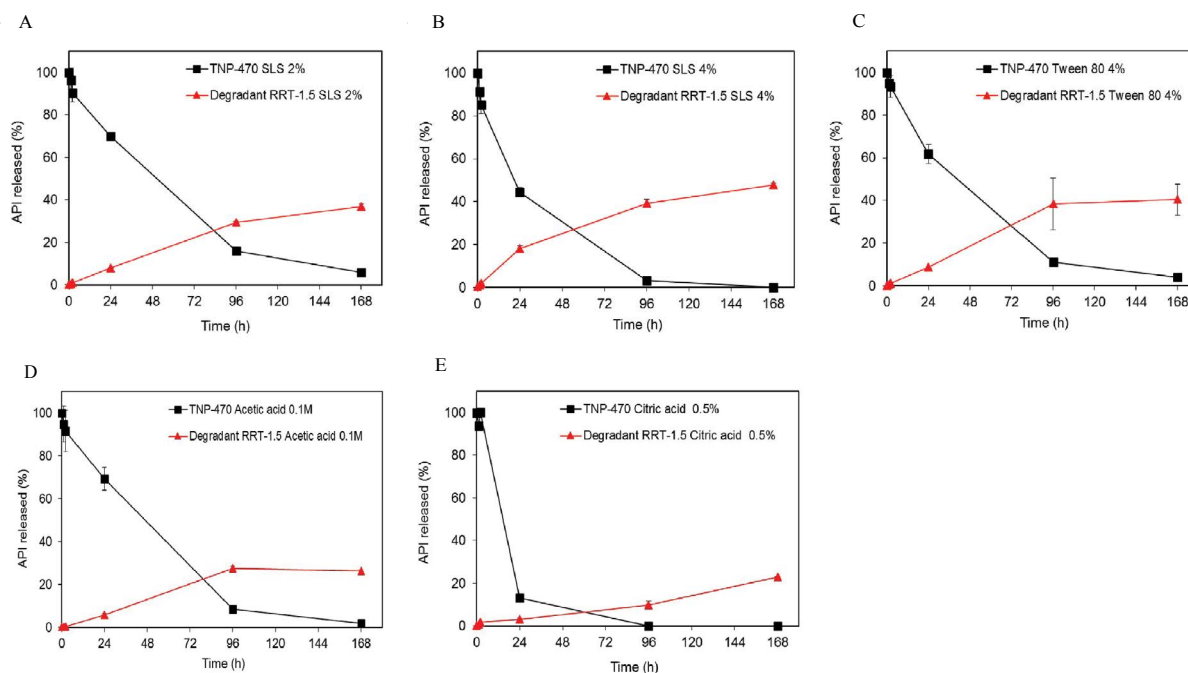 A
TNP-470 SLS 2%
Degradant RRT-1.5 SLS 2%
API released (%)
100
80
60
40
20
0
0 24 48 72 96 120 144 168
Time (h)
B
TNP-470 SLS 4%
Degradant RRT-1.5 SLS 4%
API released (%)
100
80
60
40
20
0
0 24 48 72 96 120 144 168
Time (h)
C
TNP-470 Tween 80 4%
Degradant RRT-1.5 Tween 80 4%
API released (%)
100
80
60
40
20
0
0 24 48 72 96 120 144 168
Time (h)
D
TNP-470 Acetic acid 0.1M
Degradant RRT-1.5 Acetic acid 0.1M
API released (%)
100
80
60
40
20
0
0 24 48 72 96 120 144 168
Time (h)
E
TNP-470 Citric acid 0.5%
Degradant RRT-1.5 Citric acid 0.5%
API released (%)
100
80
60
40
20
0
0 24 48 72 96 120 144 168
Time (h)